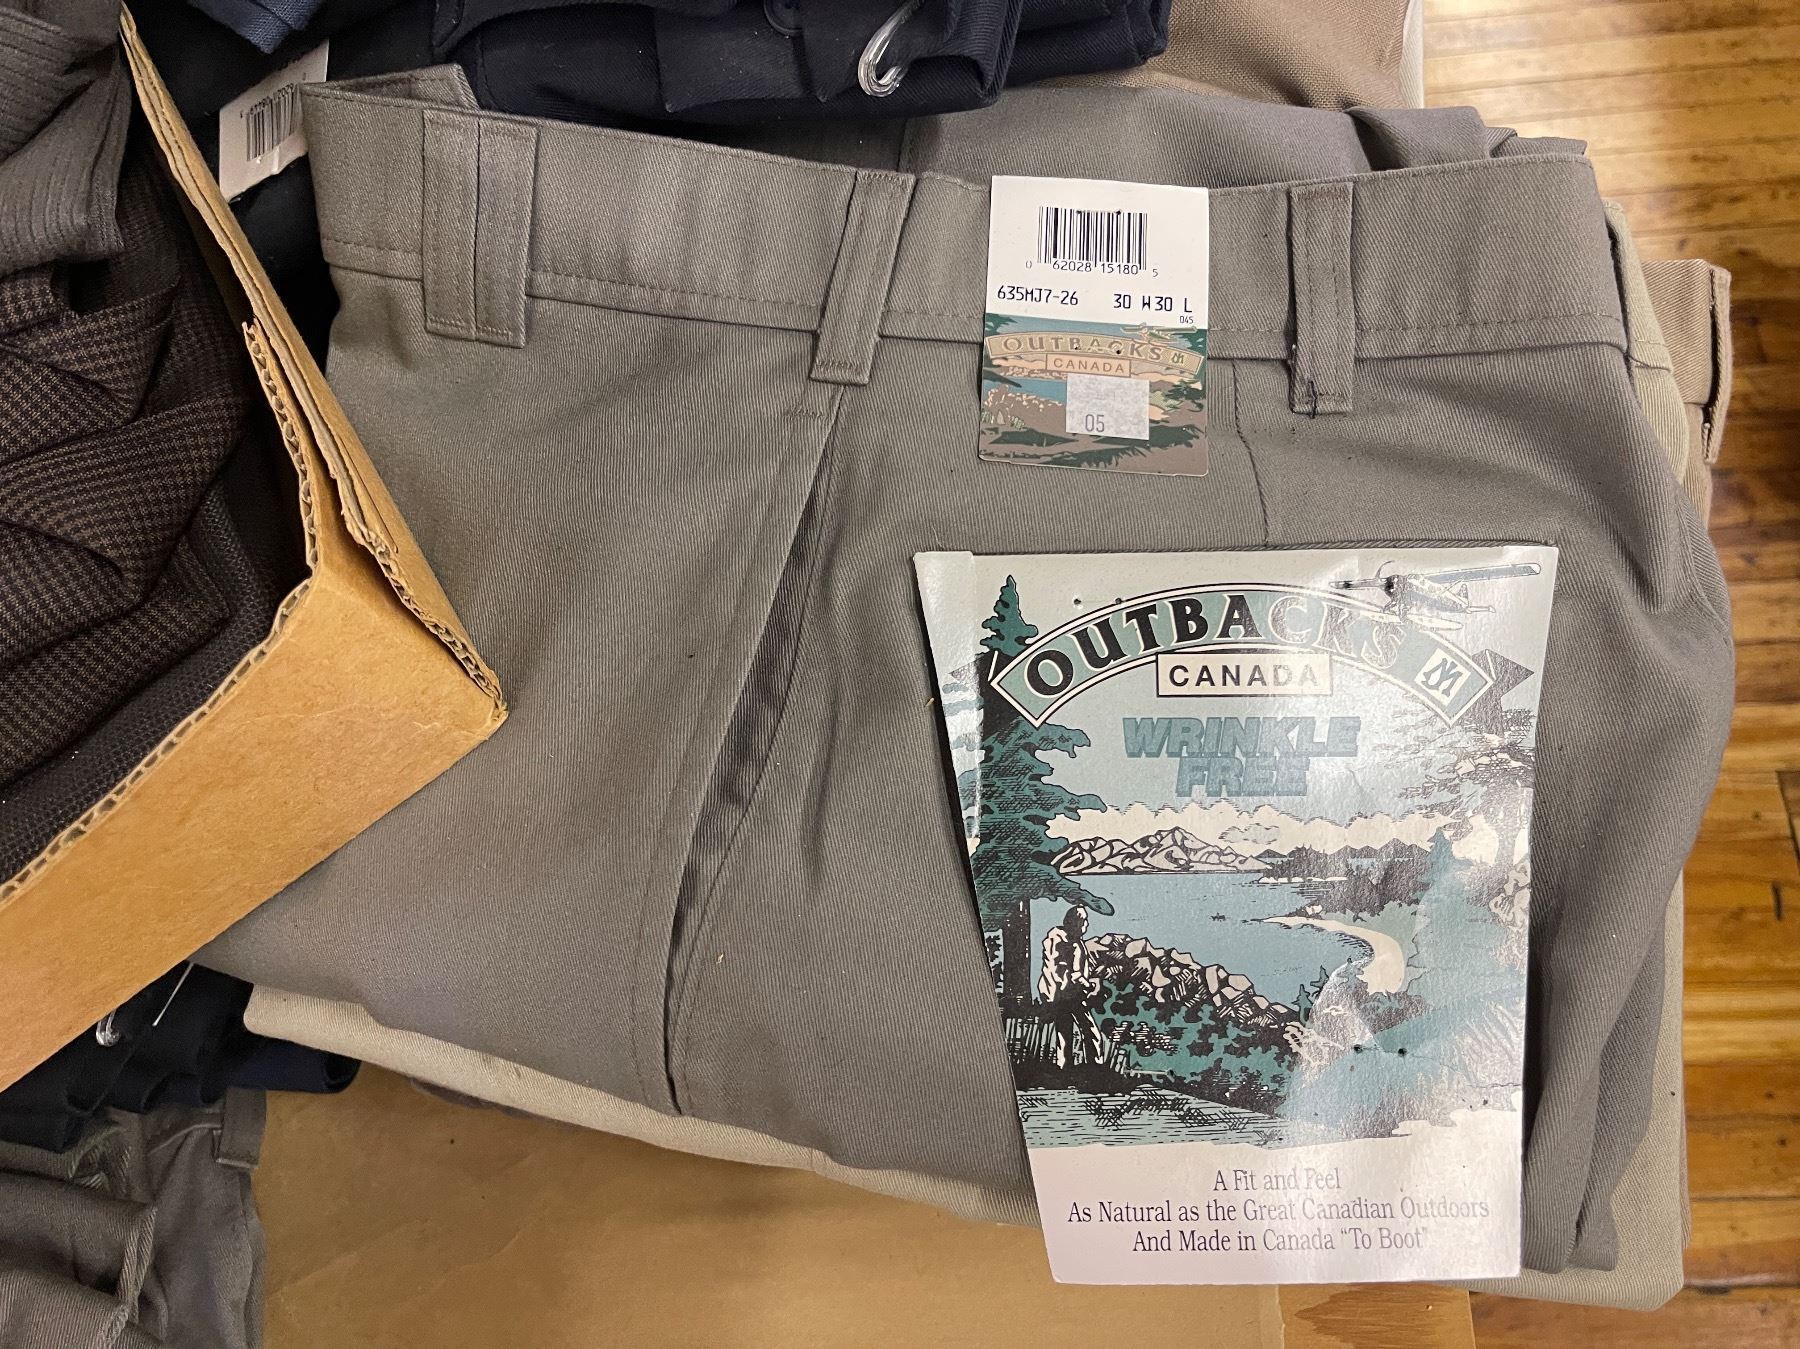 0 62028 15180 5
635MJ7-26 30 W 30 L
045
OUTBACKS
CANADA
05
OUTBACKS
CANADA
WRINKLE
FREE
A Fit and Feel
As Natural as the Great Canadian Outdoors
And Made in Canada "To Boot"